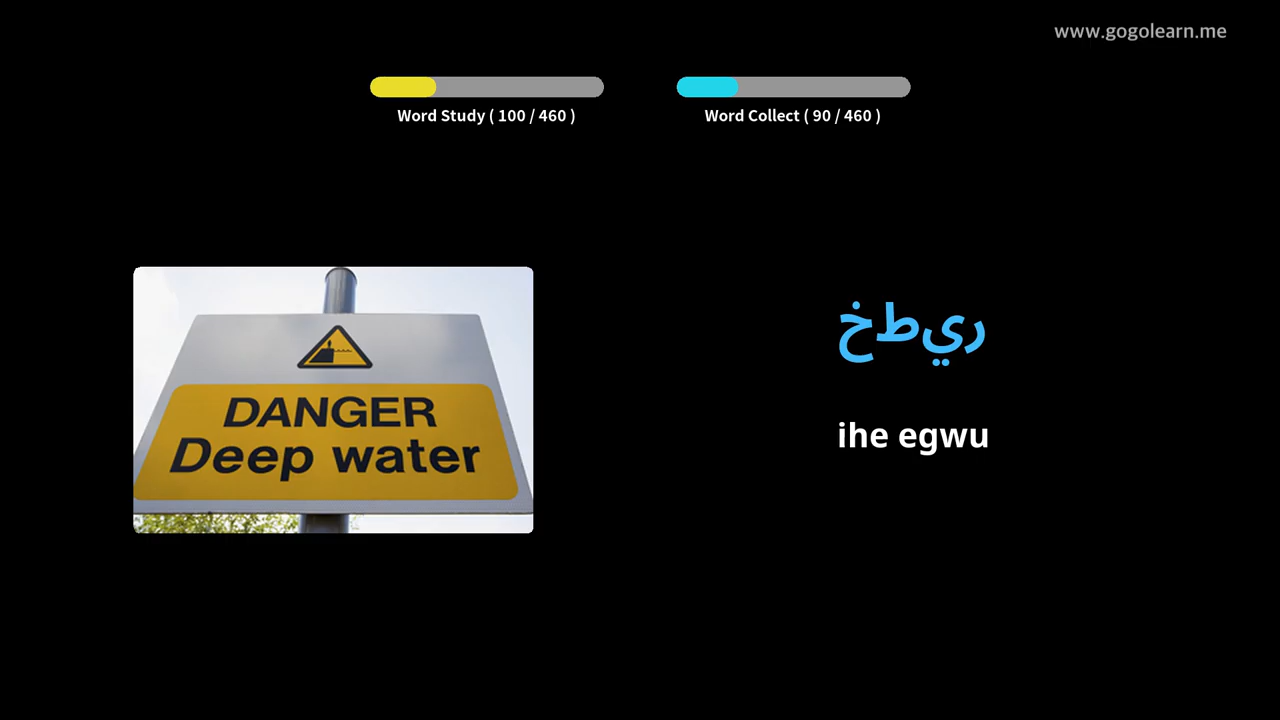 www.gogolearn.me
Word Study ( 100 / 460 )
Word Collect ( 90 / 460 )
DANGER
Deep water
خطير
ihe egwu